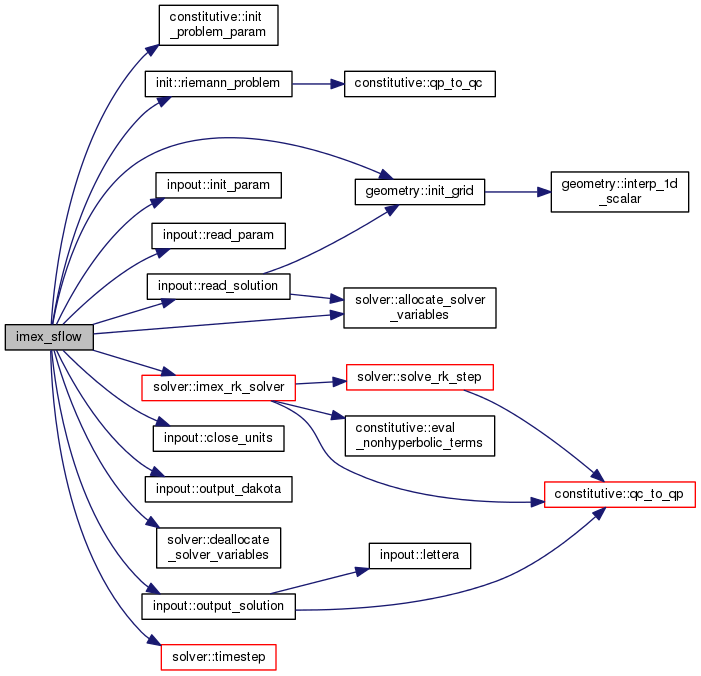 constitutive::init
_problem_param
init::riemann_problem
constitutive::qp_to_qc
inpout::init_param
geometry::init_grid
geometry::interp_1d
_scalar
inpout::read_param
inpout::read_solution
solver::allocate_solver
_variables
imex_sflow
solver::imex_rk_solver
solver::solve_rk_step
constitutive::eval
_nonhyperbolic_terms
inpout::close_units
inpout::output_dakota
constitutive::qc_to_qp
solver::deallocate
_solver_variables
inpout::lettera
inpout::output_solution
solver::timestep